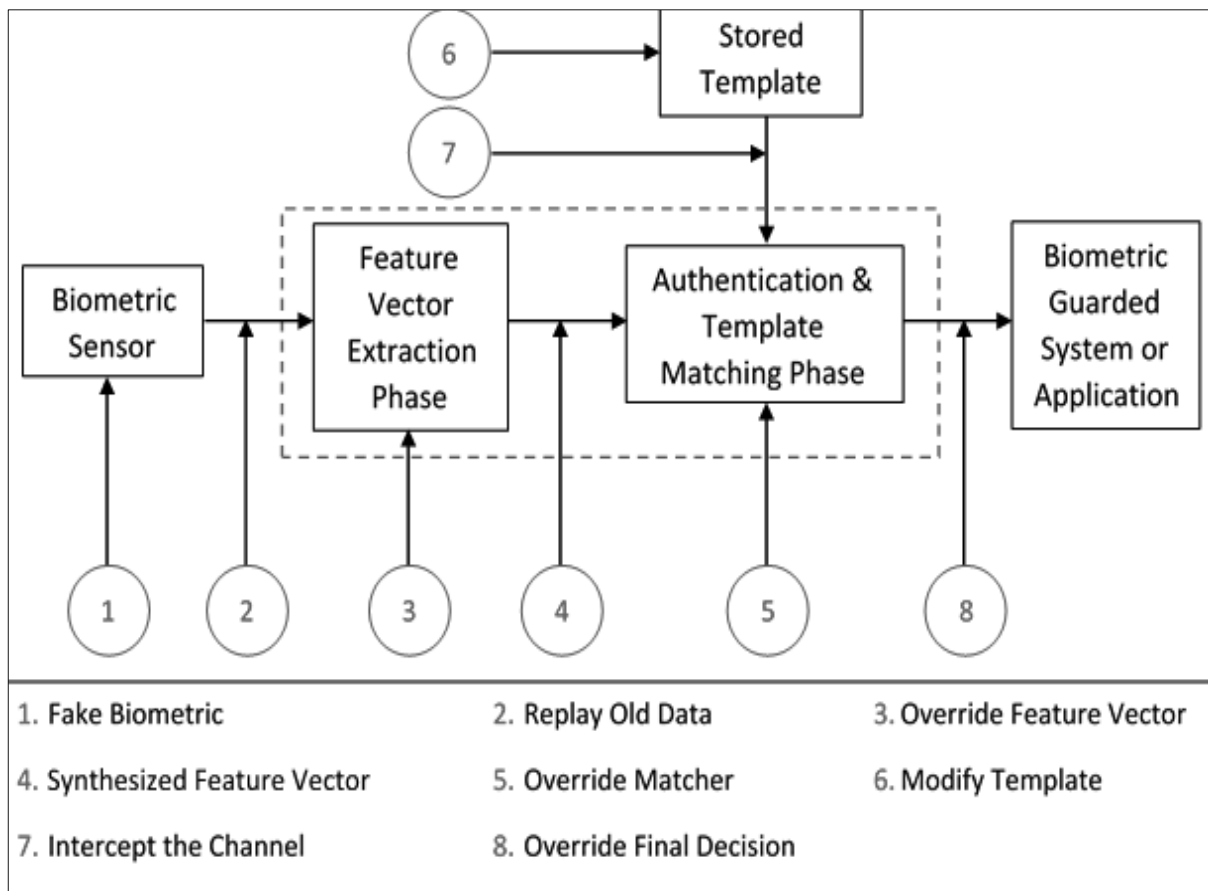 6
Stored
Template
7
Biometric
Sensor
Feature
Vector
Extraction
Phase
Authentication &
Template
Matching Phase
Biometric
Guarded
System or
Application
1
2
3
4
5
8
1. Fake Biometric
2. Replay Old Data
3. Override Feature Vector
4. Synthesized Feature Vector
5. Override Matcher
6. Modify Template
7. Intercept the Channel
8. Override Final Decision